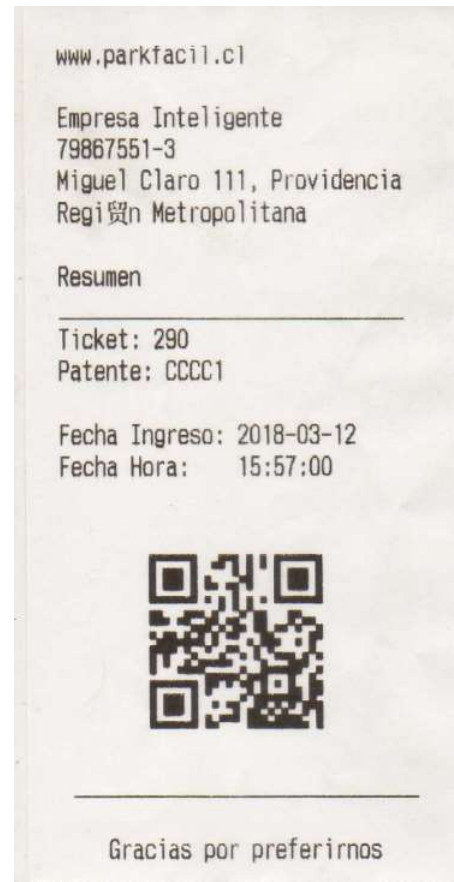 www.parkfacil.cl
Empresa Inteligente
79867551-3
Miguel Claro 111, Providencia
Regi贸n Metropolitana
Resumen
Ticket: 290
Patente: CCCC1
Fecha Ingreso: 2018-03-12
Fecha Hora: 15:57:00
Gracias por preferirnos